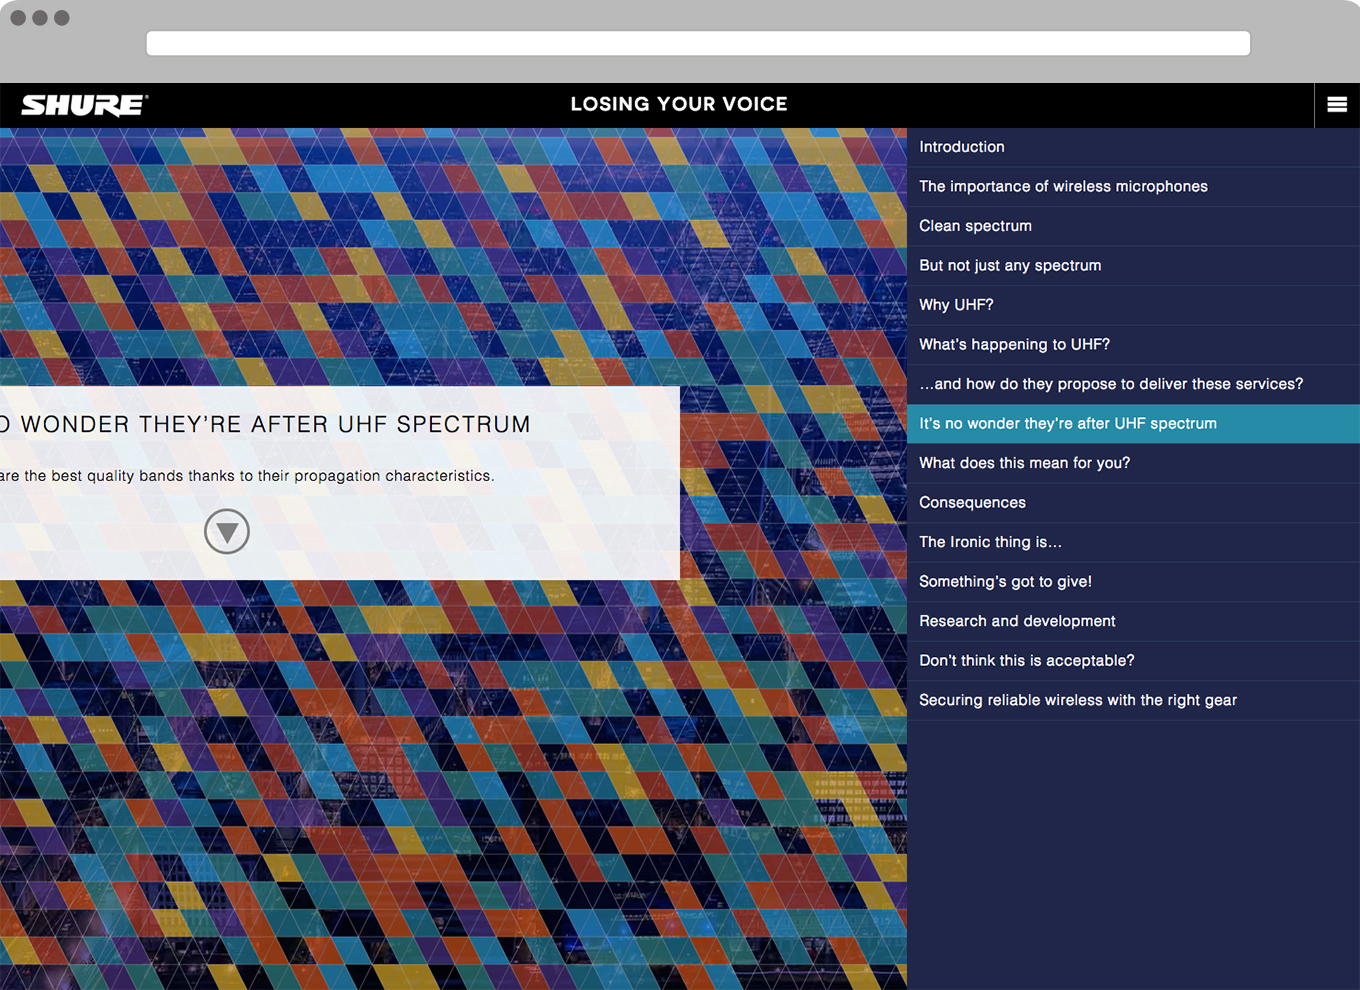 SHURE
LOSING YOUR VOICE
O WONDER THEY'RE AFTER UHF SPECTRUM
are the best quality bands thanks to their propagation characteristics.
Introduction
The importance of wireless microphones
Clean spectrum
But not just any spectrum
Why UHF?
What's happening to UHF?
...and how do they propose to deliver these services?
It's no wonder they're after UHF spectrum
What does this mean for you?
Consequences
The Ironic thing is...
Something's got to give!
Research and development
Don't think this is acceptable?
Securing reliable wireless with the right gear